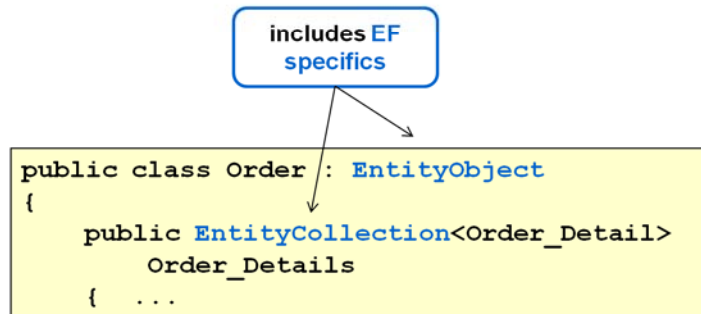 includes EF
specifics
public class Order : EntityObject
{
    public EntityCollection<Order_Detail>
        Order_Details
    {  ...